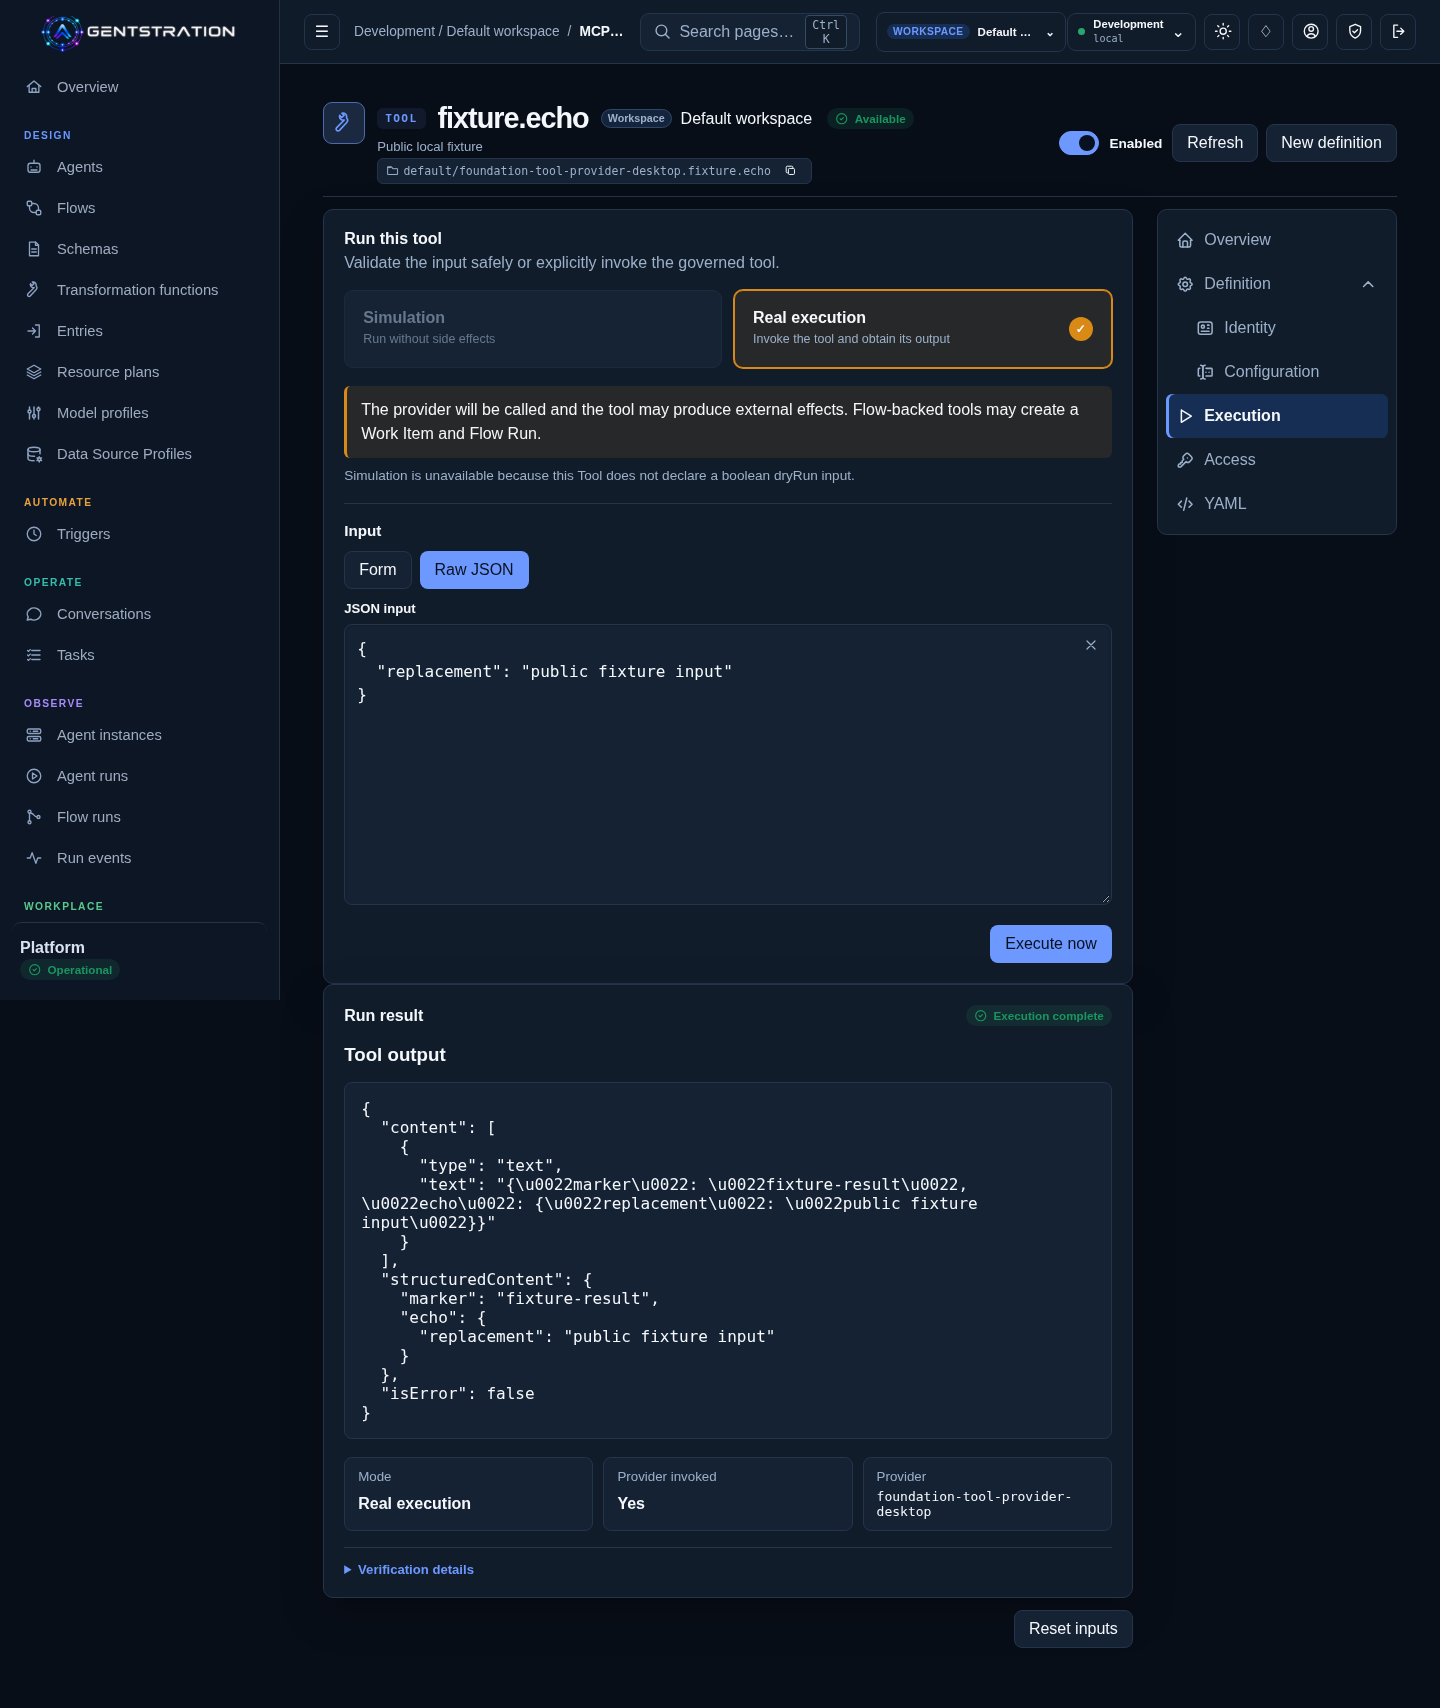 GENTSTRATION
Overview
DESIGN
Agents
Flows
Schemas
Transformation functions
Entries
Resource plans
Model profiles
Data Source Profiles
AUTOMATE
Triggers
OPERATE
Conversations
Tasks
OBSERVE
Agent instances
Agent runs
Flow runs
Run events
WORKPLACE
Platform
Operational
Development / Default workspace / MCP…
Search pages…
Ctrl
K
WORKSPACE Default …
Development
local
TOOL fixture.echo Workspace Default workspace Available
Public local fixture
default/foundation-tool-provider-desktop.fixture.echo
Enabled
Refresh
New definition
Run this tool
Validate the input safely or explicitly invoke the governed tool.
Simulation
Run without side effects
Real execution
Invoke the tool and obtain its output
The provider will be called and the tool may produce external effects. Flow-backed tools may create a
Work Item and Flow Run.
Simulation is unavailable because this Tool does not declare a boolean dryRun input.
Input
Form
Raw JSON
JSON input
{
  "replacement": "public fixture input"
}
Execute now
Run result
Execution complete
Tool output
{
  "content": [
    {
      "type": "text",
      "text": "{\u0022marker\u0022: \u0022fixture-result\u0022,
\u0022echo\u0022: {\u0022replacement\u0022: \u0022public fixture
input\u0022}}"
    }
  ],
  "structuredContent": {
    "marker": "fixture-result",
    "echo": {
      "replacement": "public fixture input"
    }
  },
  "isError": false
}
Mode
Real execution
Provider invoked
Yes
Provider
foundation-tool-provider-
desktop
Verification details
Reset inputs
Overview
Definition
Identity
Configuration
Execution
Access
YAML